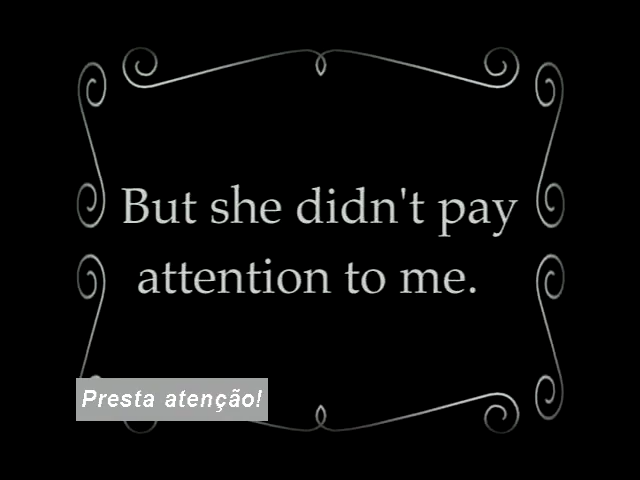 But she didn't pay
attention to me.
Presta atenção!